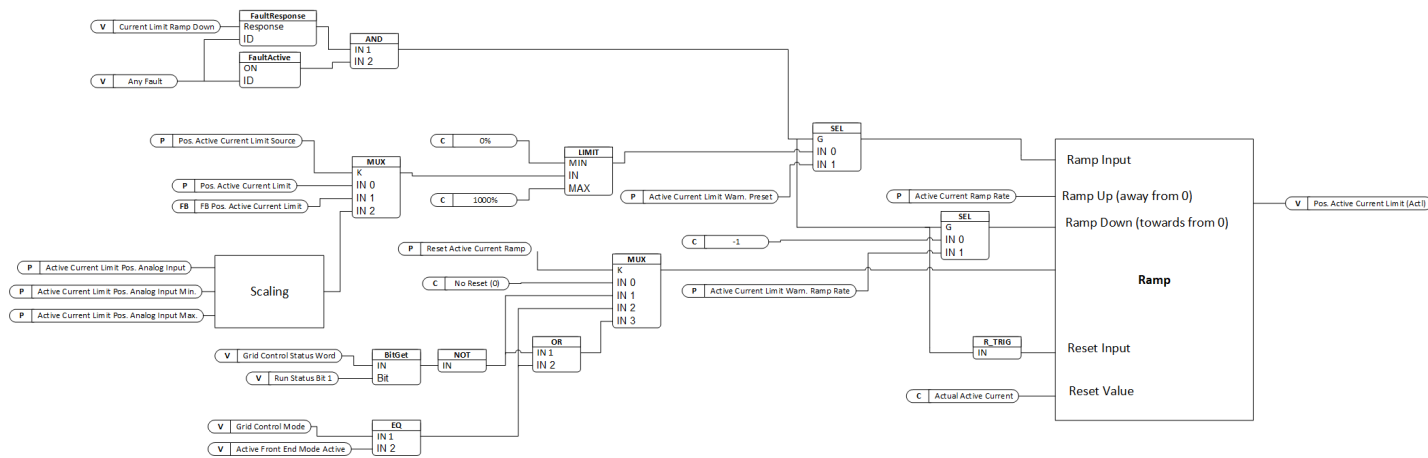 FaultResponse
V Current Limit Ramp Down
Response
ID
FaultActive
ON
ID
V Any Fault
AND
IN 1
IN 2
P Pos. Active Current Limit Source
P Pos. Active Current Limit
FB FB Pos. Active Current Limit
MUX
K
IN 0
IN 1
IN 2
C 0%
C 1000%
LIMIT
MIN
IN
MAX
P Active Current Limit Warn. Preset
SEL
G
IN 0
IN 1
P Active Current Limit Pos. Analog Input
P Active Current Limit Pos. Analog Input Min.
P Active Current Limit Pos. Analog Input Max.
Scaling
P Reset Active Current Ramp
C No Reset (0)
MUX
K
IN 0
IN 1
IN 2
IN 3
C -1
P Active Current Limit Warn. Ramp Rate
P Active Current Ramp Rate
SEL
G
IN 0
IN 1
V Grid Control Status Word
V Run Status Bit 1
BitGet
IN
Bit
NOT
IN
OR
IN 1
IN 2
V Grid Control Mode
V Active Front End Mode Active
EQ
IN 1
IN 2
R_TRIG
IN
C Actual Active Current
Ramp Input
Ramp Up (away from 0)
Ramp Down (towards from 0)
Ramp
Reset Input
Reset Value
V Pos. Active Current Limit (Actl)